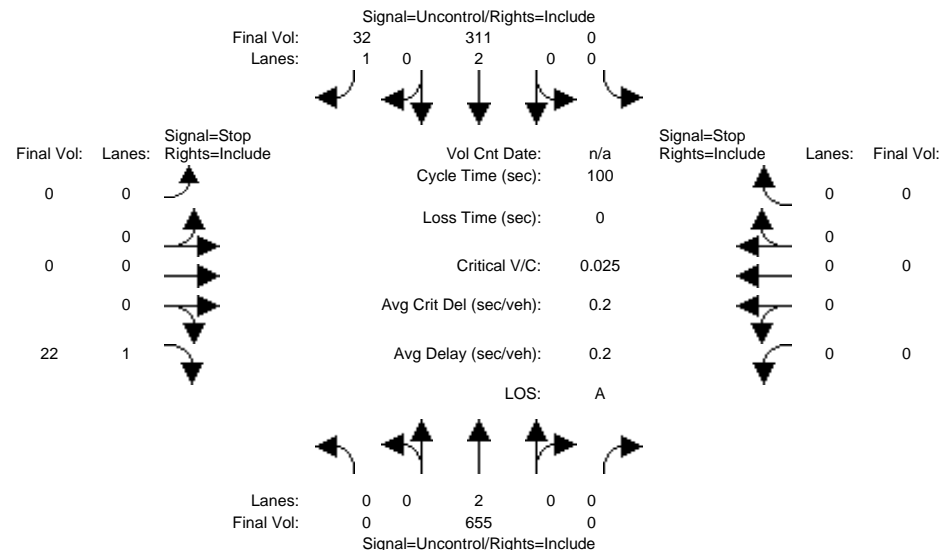 Signal=Uncontrol/Rights=Include
Final Vol: 32 311 0
Lanes: 1 0 2 0 0
Signal=Stop Signal=Stop
Final Vol: Lanes: Rights=Include Vol Cnt Date: n/a Rights=Include Lanes: Final Vol:
Cycle Time (sec): 100
0 0 0 0
Loss Time (sec): 0
0 0
0 0 Critical V/C: 0.025 0 0
0 Avg Crit Del (sec/veh): 0.2 0
22 1 Avg Delay (sec/veh): 0.2 0 0
LOS: A
Lanes: 0 0 2 0 0
Final Vol: 0 655 0
Signal=Uncontrol/Rights=Include